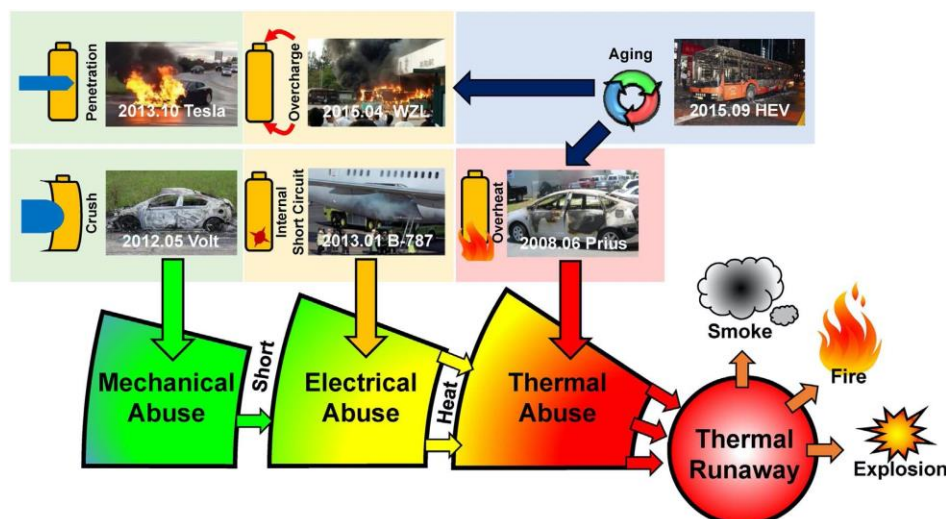 Penetration
2013.10 Tesla
Overcharge
2015.04 WZL
Aging
2015.09 HEV
Crush
2012.05 Volt
Internal
Short Circuit
2013.01 B-787
Overheat
2008.06 Prius
Mechanical
Abuse
Short
Electrical
Abuse
Heat
Thermal
Abuse
Thermal
Runaway
Smoke
Fire
Explosion